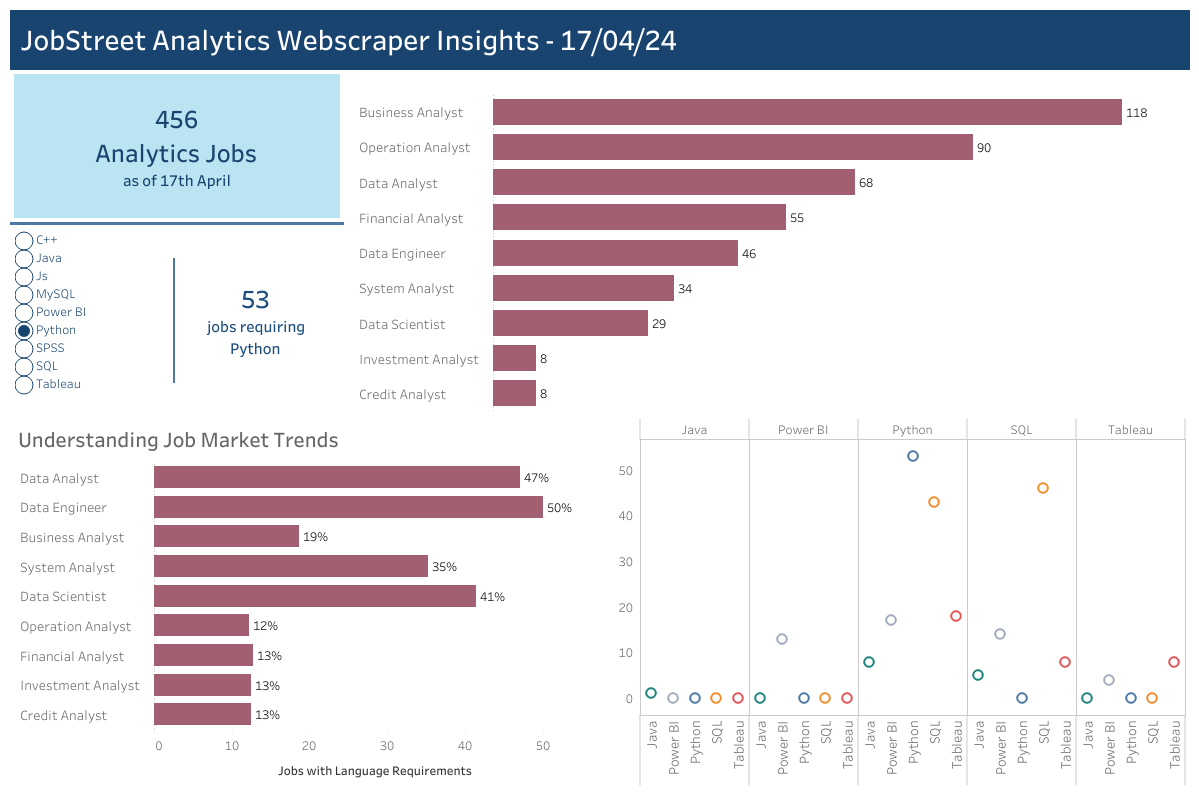 JobStreet Analytics Webscraper Insights - 17/04/24
456
Analytics Jobs
as of 17th April
C++
Java
Js
MySQL
Power BI
Python
SPSS
SQL
Tableau
53
jobs requiring
Python
Business Analyst 118
Operation Analyst 90
Data Analyst 68
Financial Analyst 55
Data Engineer 46
System Analyst 34
Data Scientist 29
Investment Analyst 8
Credit Analyst 8
Understanding Job Market Trends
Data Analyst 47%
Data Engineer 50%
Business Analyst 19%
System Analyst 35%
Data Scientist 41%
Operation Analyst 12%
Financial Analyst 13%
Investment Analyst 13%
Credit Analyst 13%
0 10 20 30 40 50
Jobs with Language Requirements
Java Power BI Python SQL Tableau
50
40
30
20
10
0
Java Power BI Python SQL Tableau Java Power BI Python SQL Tableau Java Power BI Python SQL Tableau Java Power BI Python SQL Tableau Java Power BI Python SQL Tableau